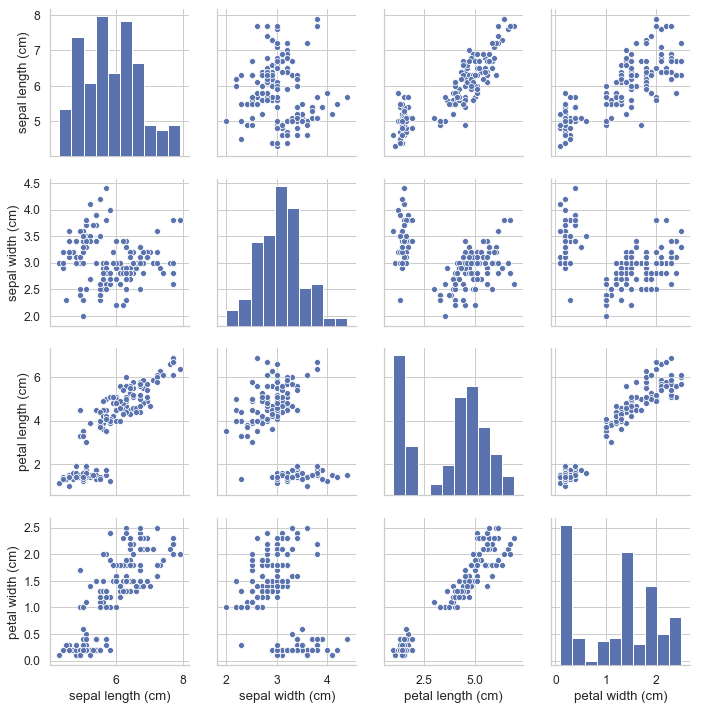 sepal length (cm)
8
7
6
5
sepal width (cm)
4.5
4.0
3.5
3.0
2.5
2.0
petal length (cm)
6
4
2
petal width (cm)
2.5
2.0
1.5
1.0
0.5
0.0
6 8
2 3 4
2.5 5.0
0 1 2
sepal length (cm)
sepal width (cm)
petal length (cm)
petal width (cm)